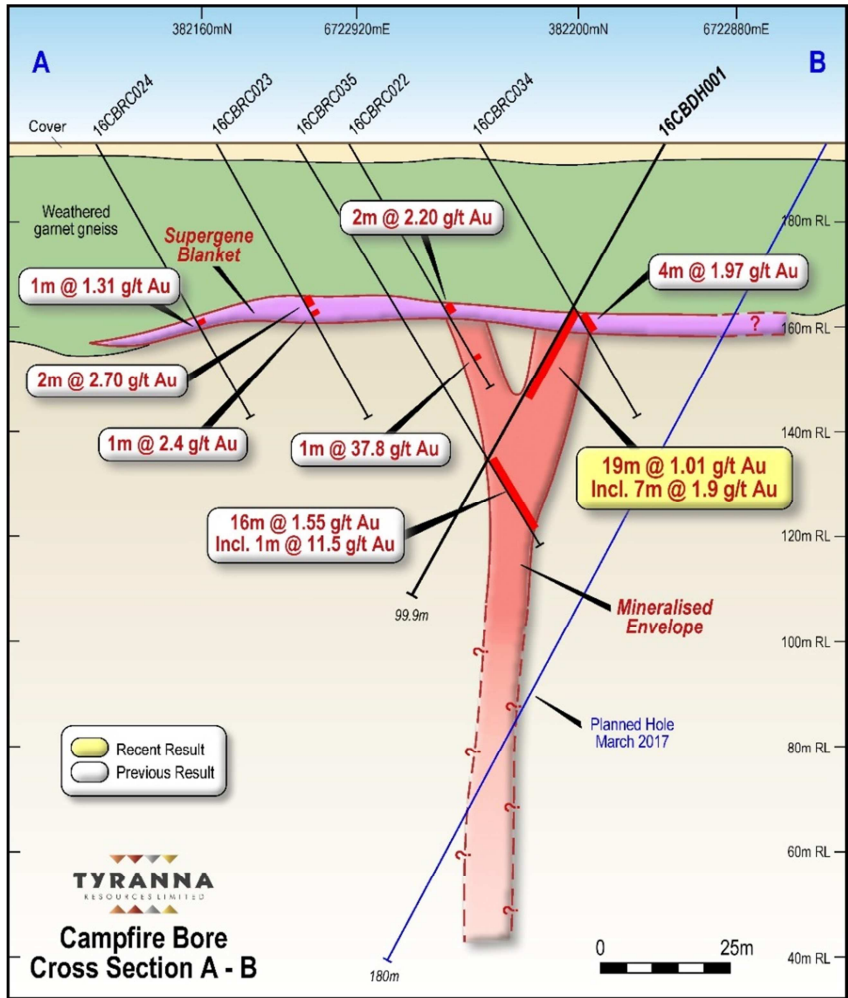 382160mN
6722920mE
382200mN
6722880mE
A
B
16CBRC024
16CBRC023
16CBRC035
16CBRC022
16CBRC034
16CBDH001
Cover
Weathered
garnet gneiss
Supergene
Blanket
2m @ 2.20 g/t Au
180m RL
1m @ 1.31 g/t Au
4m @ 1.97 g/t Au
?
160m RL
2m @ 2.70 g/t Au
1m @ 2.4 g/t Au
1m @ 37.8 g/t Au
140m RL
19m @ 1.01 g/t Au
Incl. 7m @ 1.9 g/t Au
16m @ 1.55 g/t Au
Incl. 1m @ 11.5 g/t Au
120m RL
99.9m
Mineralised
Envelope
100m RL
?
?
Planned Hole
March 2017
Recent Result
Previous Result
?
80m RL
?
?
60m RL
?
TYRANNA
RESOURCES LIMITED
Campfire Bore
Cross Section A - B
180m
0
25m
40m RL